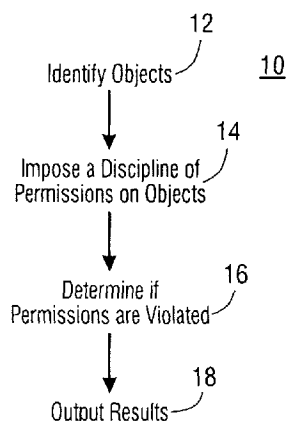 12
Identify Objects
10
14
Impose a Discipline of
Permissions on Objects
Determine if
16
Permissions are Violated
18
Output Results